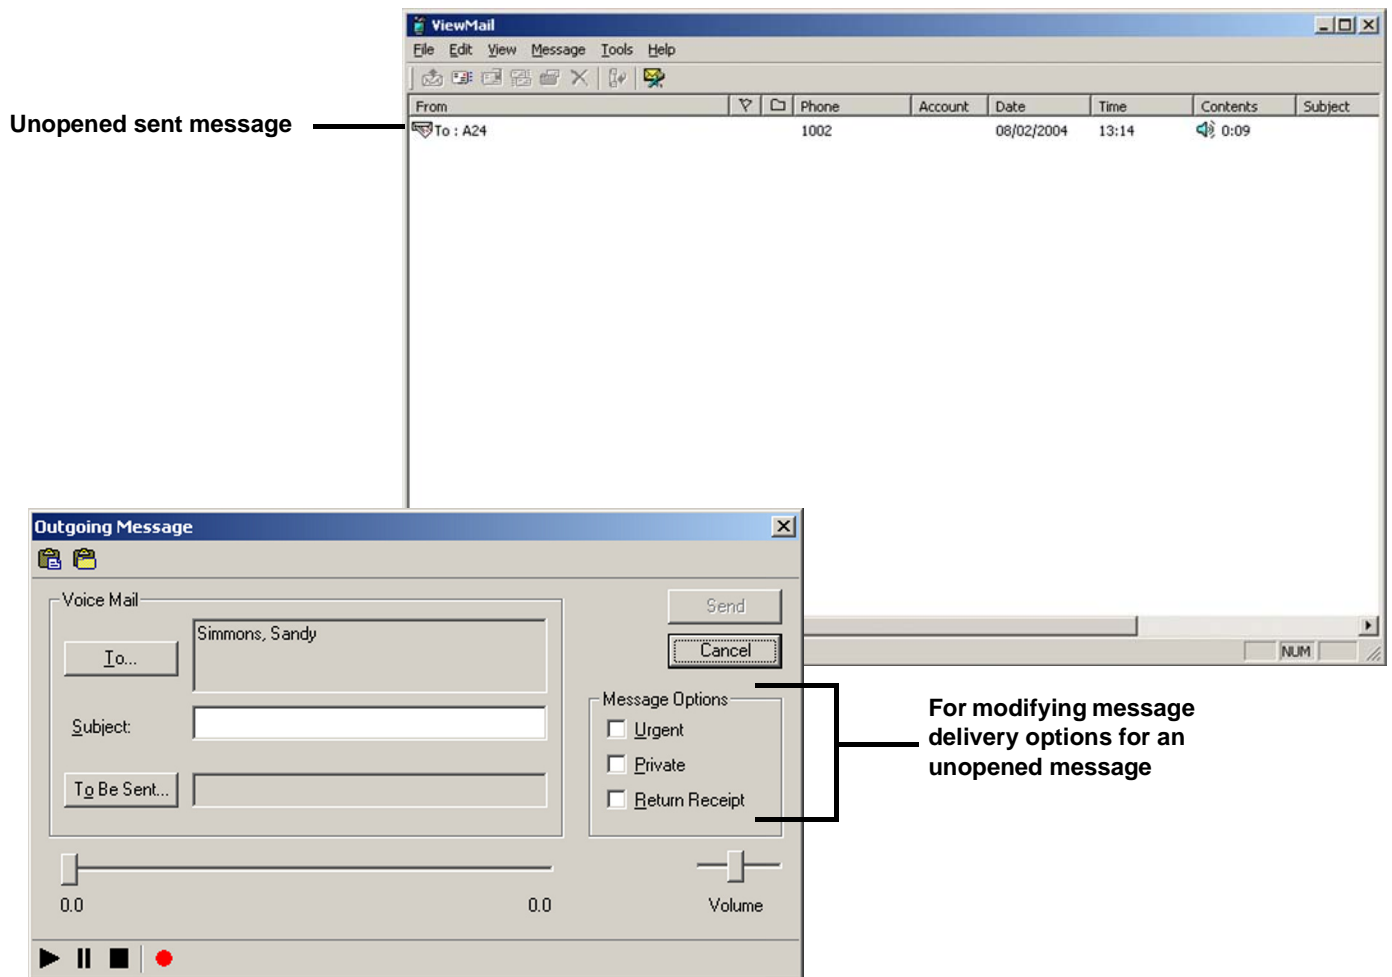 ViewMail
File Edit View Message Tools Help
From Phone Account Date Time Contents Subject
Unopened sent message
To : A24 1002 08/02/2004 13:14 0:09
NUM
Outgoing Message
Voice Mail
Send
To... Simmons, Sandy
Cancel
Message Options
Subject:
Urgent
Private
To Be Sent...
Return Receipt
For modifying message
delivery options for an
unopened message
0.0 0.0 Volume